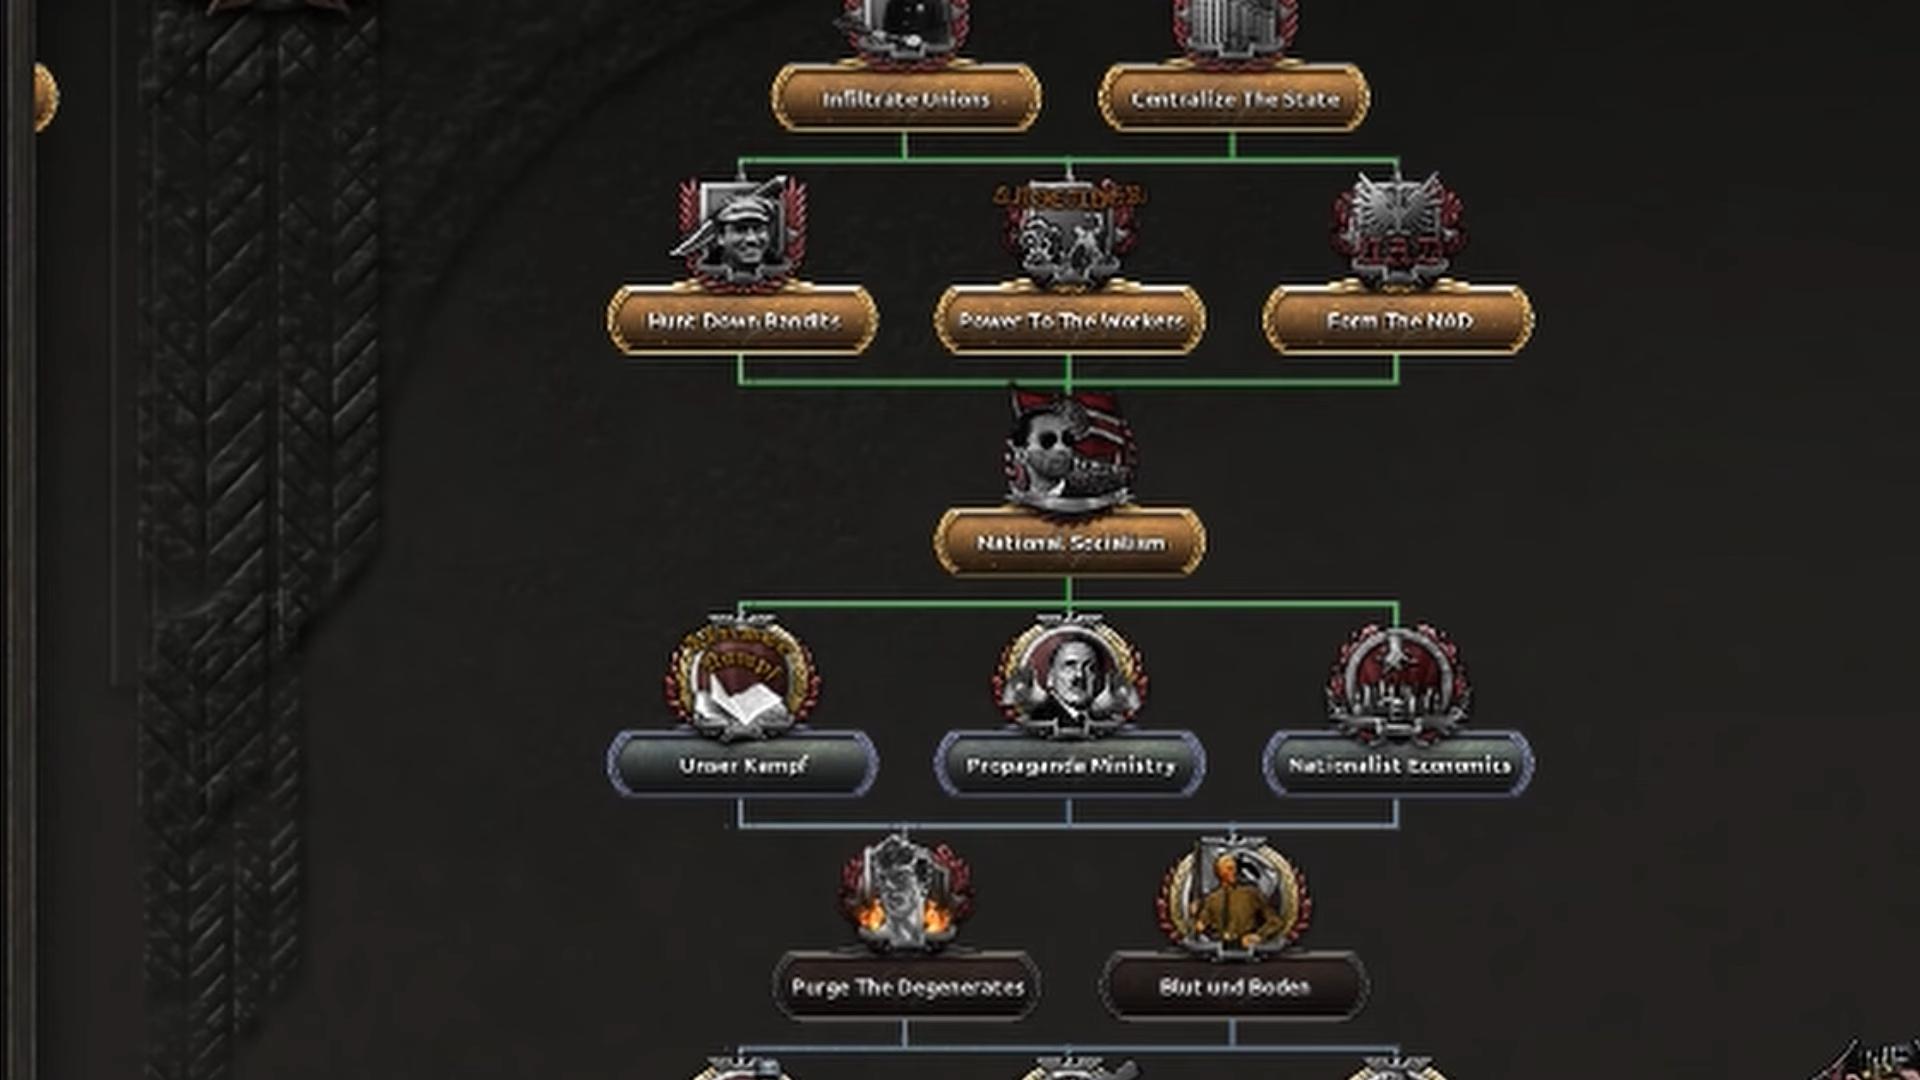 Infiltrate Unions
Centralize The State
Hunt Down Bandits
Power To The Workers
Form The NAD
National Socialism
Unser Kampf
Propaganda Ministry
Nationalist Economics
Purge The Degenerates
Blut und Boden